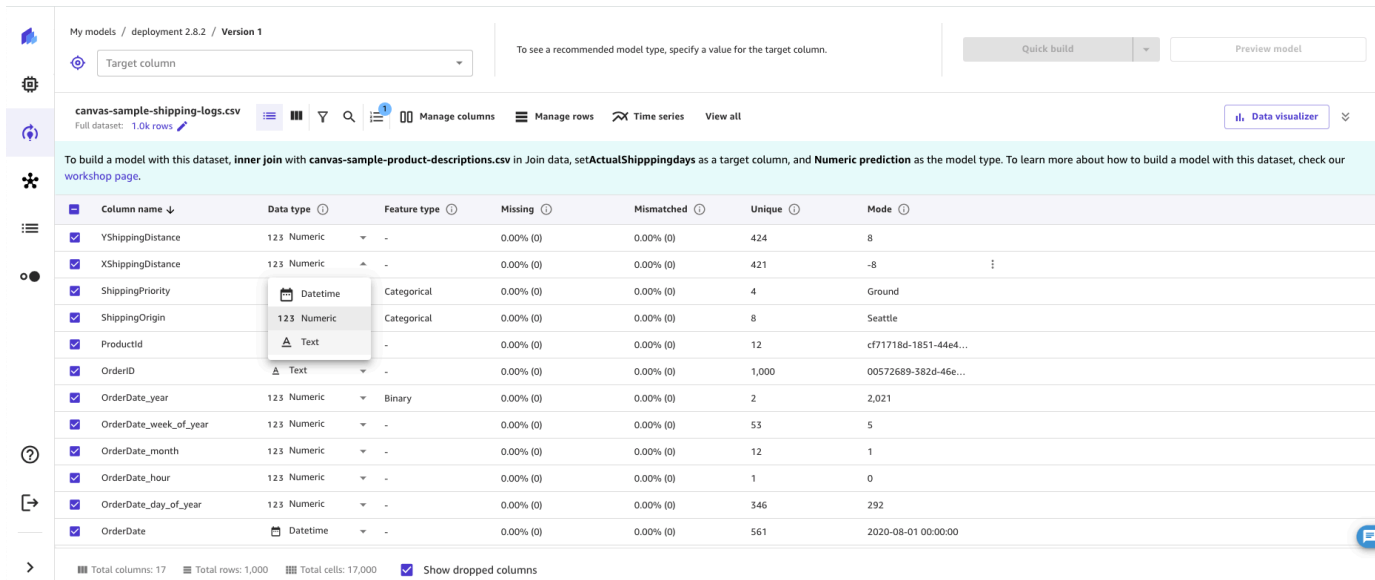 My models / deployment 2.8.2 / Version 1
Target column
To see a recommended model type, specify a value for the target column.
Quick build
Preview model
canvas-sample-shipping-logs.csv
Full dataset: 1.0k rows
1
Manage columns
Manage rows
Time series
View all
Data visualizer
To build a model with this dataset, inner join with canvas-sample-product-descriptions.csv in Join data, setActualShipppingdays as a target column, and Numeric prediction as the model type. To learn more about how to build a model with this dataset, check our
workshop page.
Column name Data type Feature type Missing Mismatched Unique Mode
YShippingDistance 123 Numeric - 0.00% (0) 0.00% (0) 424 8
XShippingDistance 123 Numeric - 0.00% (0) 0.00% (0) 421 -8
ShippingPriority Datetime Categorical 0.00% (0) 0.00% (0) 4 Ground
ShippingOrigin 123 Numeric Categorical 0.00% (0) 0.00% (0) 8 Seattle
ProductId Text - 0.00% (0) 0.00% (0) 12 cf71718d-1851-44e4...
OrderID Text - 0.00% (0) 0.00% (0) 1,000 00572689-382d-46e...
OrderDate_year 123 Numeric Binary 0.00% (0) 0.00% (0) 2 2,021
OrderDate_week_of_year 123 Numeric - 0.00% (0) 0.00% (0) 53 5
OrderDate_month 123 Numeric - 0.00% (0) 0.00% (0) 12 1
OrderDate_hour 123 Numeric - 0.00% (0) 0.00% (0) 1 0
OrderDate_day_of_year 123 Numeric - 0.00% (0) 0.00% (0) 346 292
OrderDate Datetime - 0.00% (0) 0.00% (0) 561 2020-08-01 00:00:00
Total columns: 17 Total rows: 1,000 Total cells: 17,000 Show dropped columns